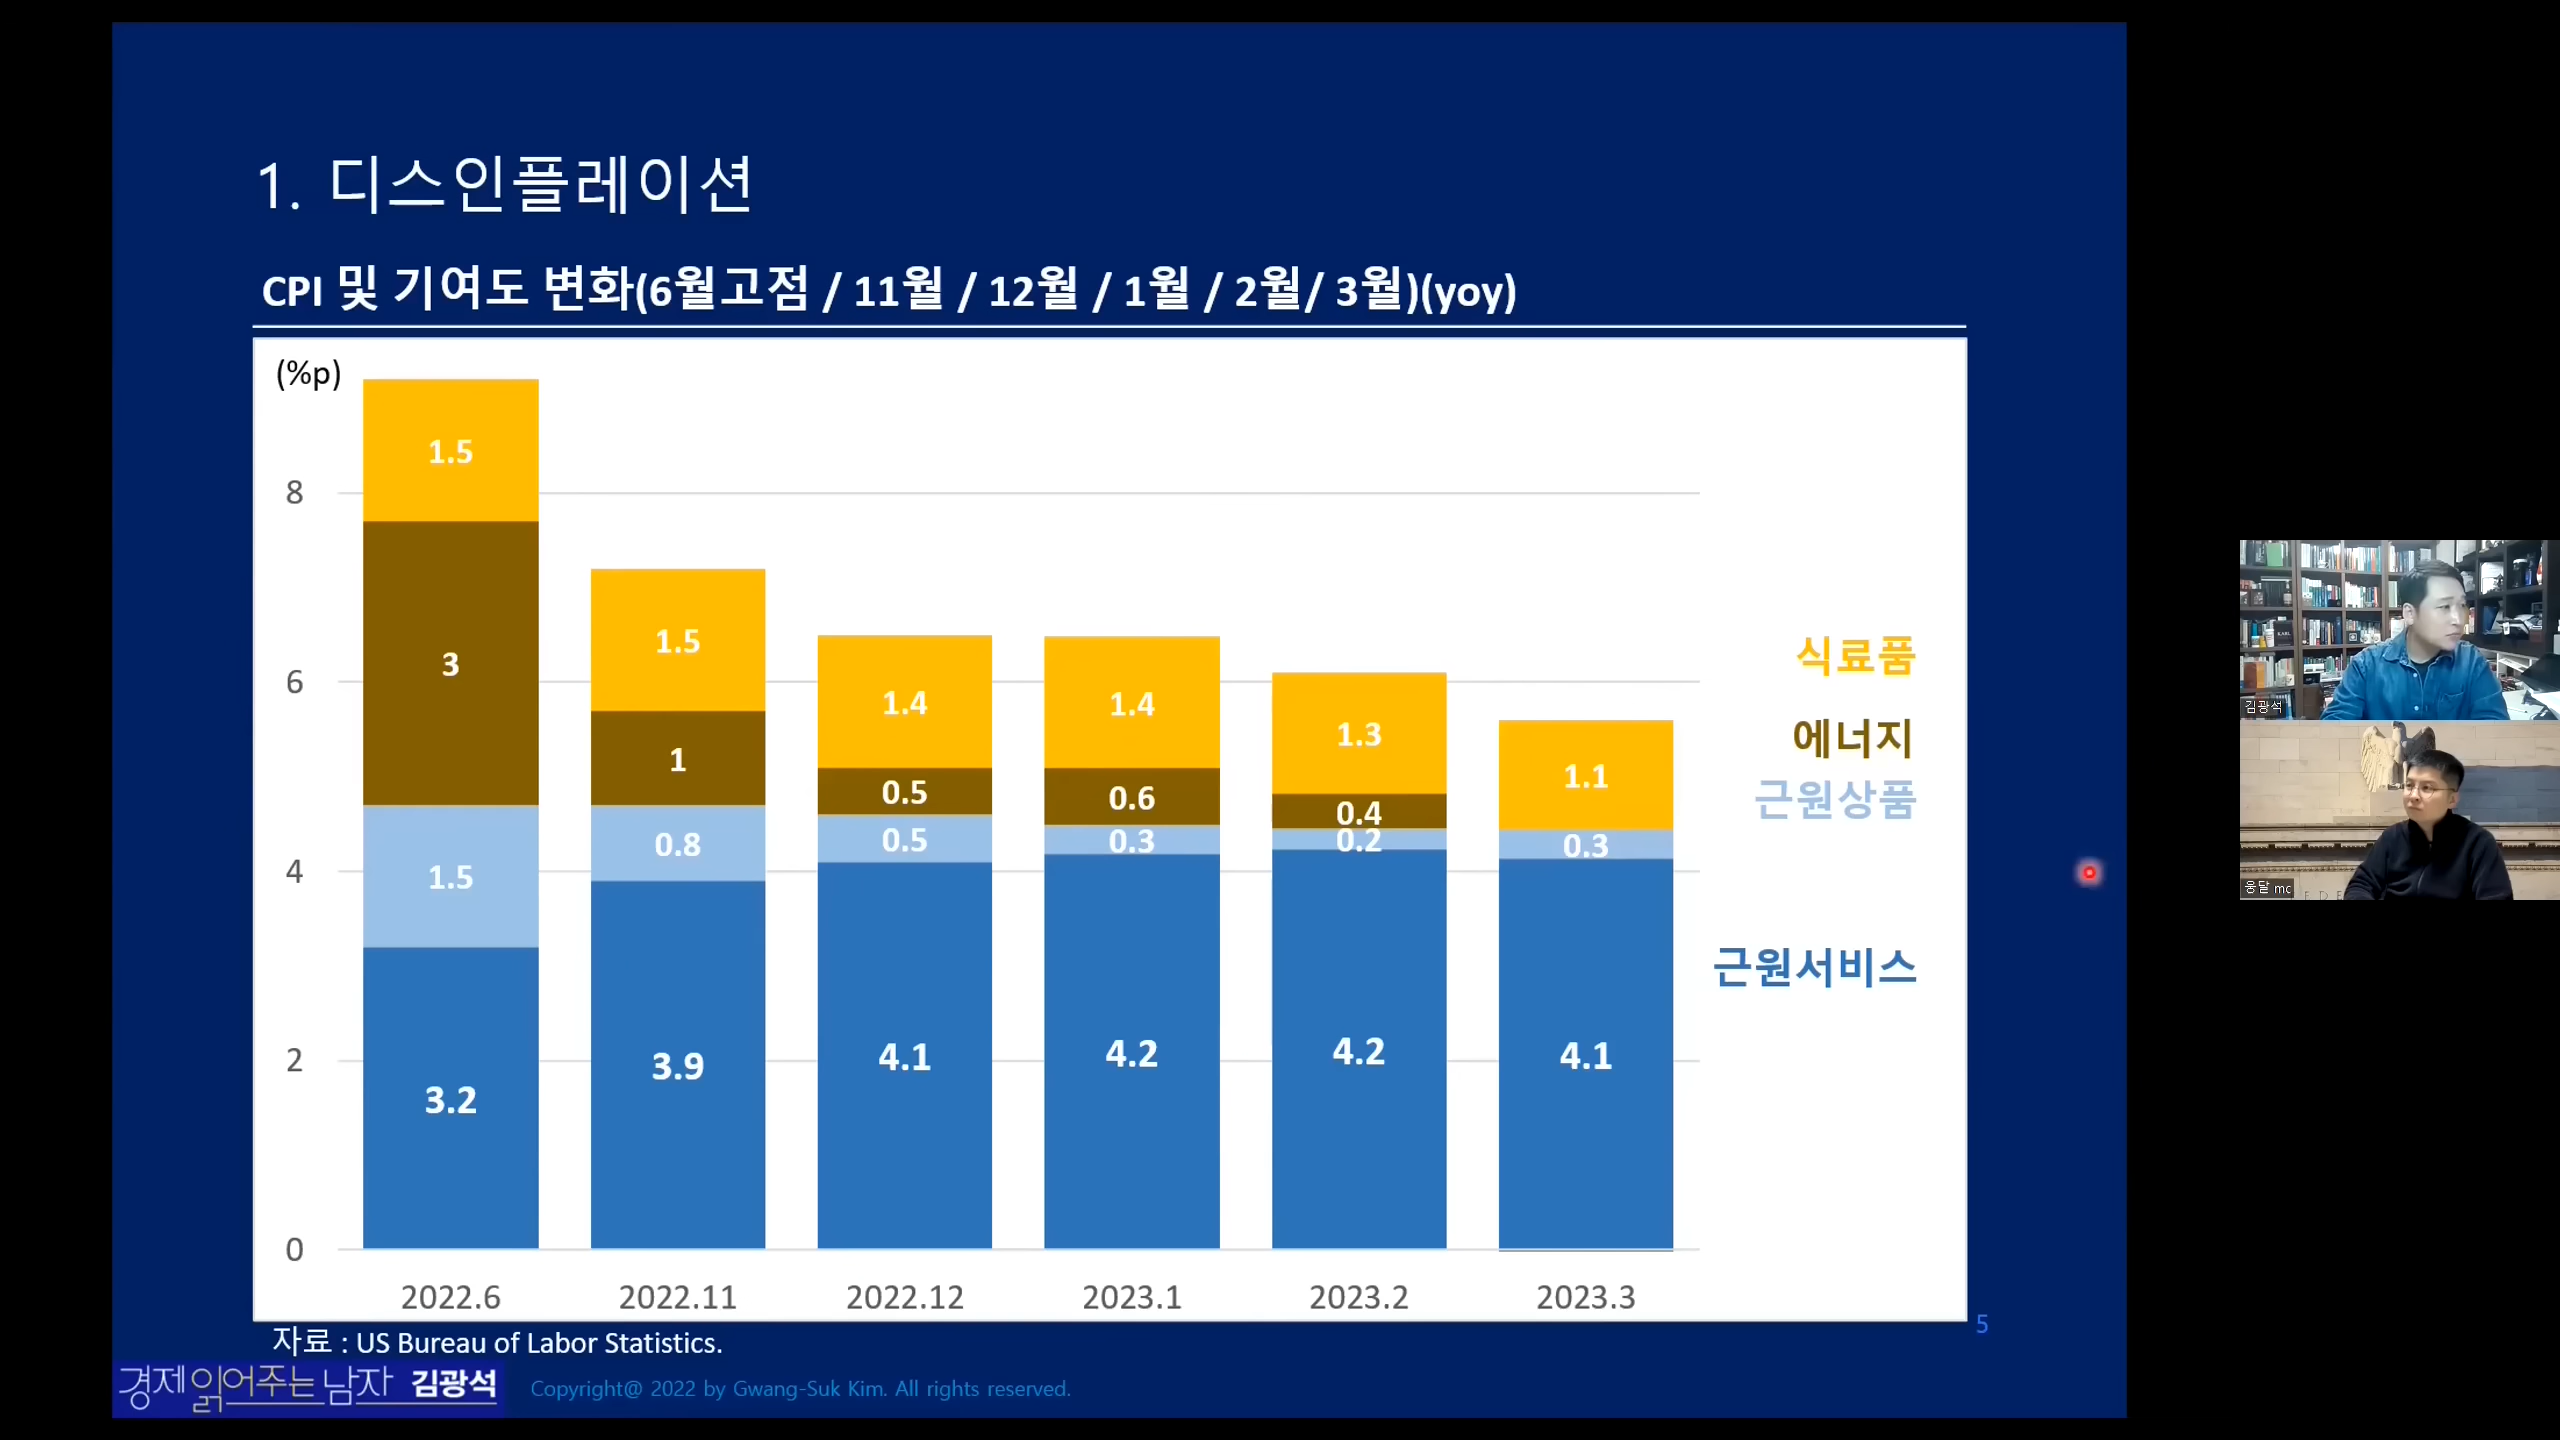 1. 디스인플레이션
CPI 및 기여도 변화(6월고점 / 11월 / 12월 / 1월 / 2월/ 3월)(yoy)
(%p)
8
6
4
2
0
1.5
3
1.5
3.2
1.5
1
0.8
3.9
1.4
0.5
0.5
4.1
1.4
0.6
0.3
4.2
1.3
0.4
0.2
4.2
1.1
0.3
4.1
식료품
에너지
근원상품
근원서비스
2022.6 2022.11 2022.12 2023.1 2023.2 2023.3
자료 : US Bureau of Labor Statistics.
5
경제읽어주는남자 김광석
Copyright@ 2022 by Gwang-Suk Kim. All rights reserved.
김광석
웅달 mc